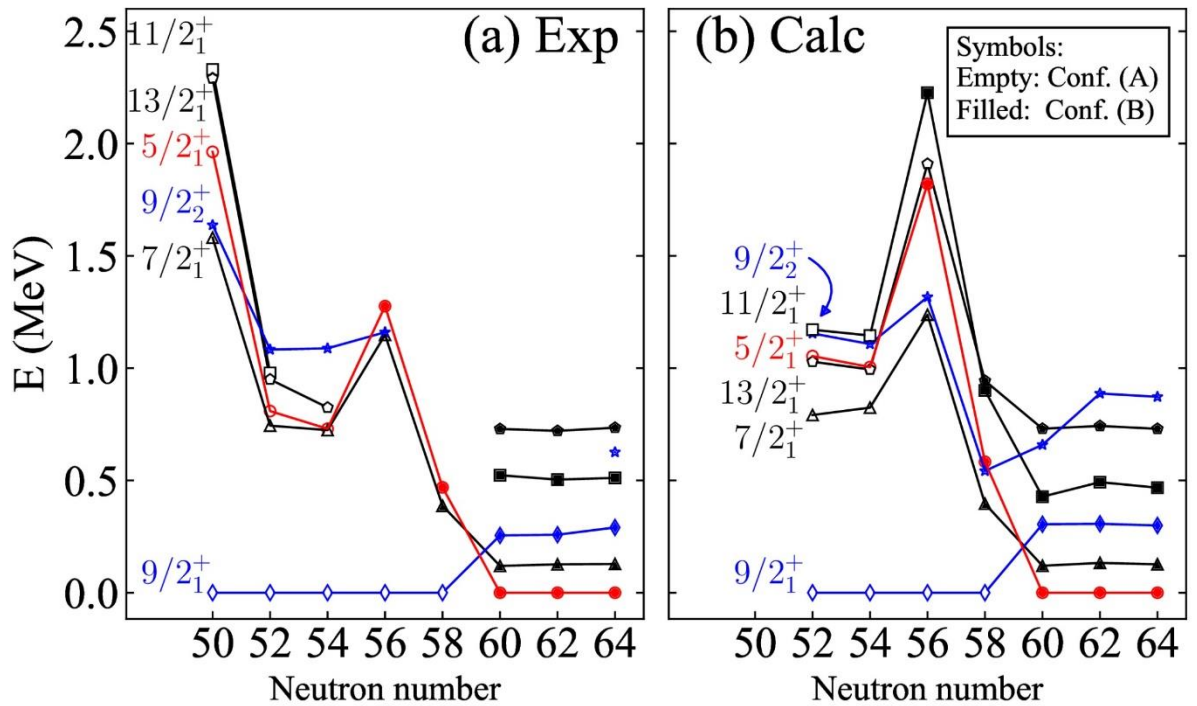 (a) Exp
(b) Calc
Symbols:
Empty: Conf. (A)
Filled: Conf. (B)
E (MeV)
2.5
2.0
1.5
1.0
0.5
0.0
11/2₁⁺
13/2₁⁺
5/2₁⁺
9/2₂⁺
7/2₁⁺
9/2₁⁺
9/2₂⁺
11/2₁⁺
5/2₁⁺
13/2₁⁺
7/2₁⁺
9/2₁⁺
50 52 54 56 58 60 62 64
50 52 54 56 58 60 62 64
Neutron number
Neutron number